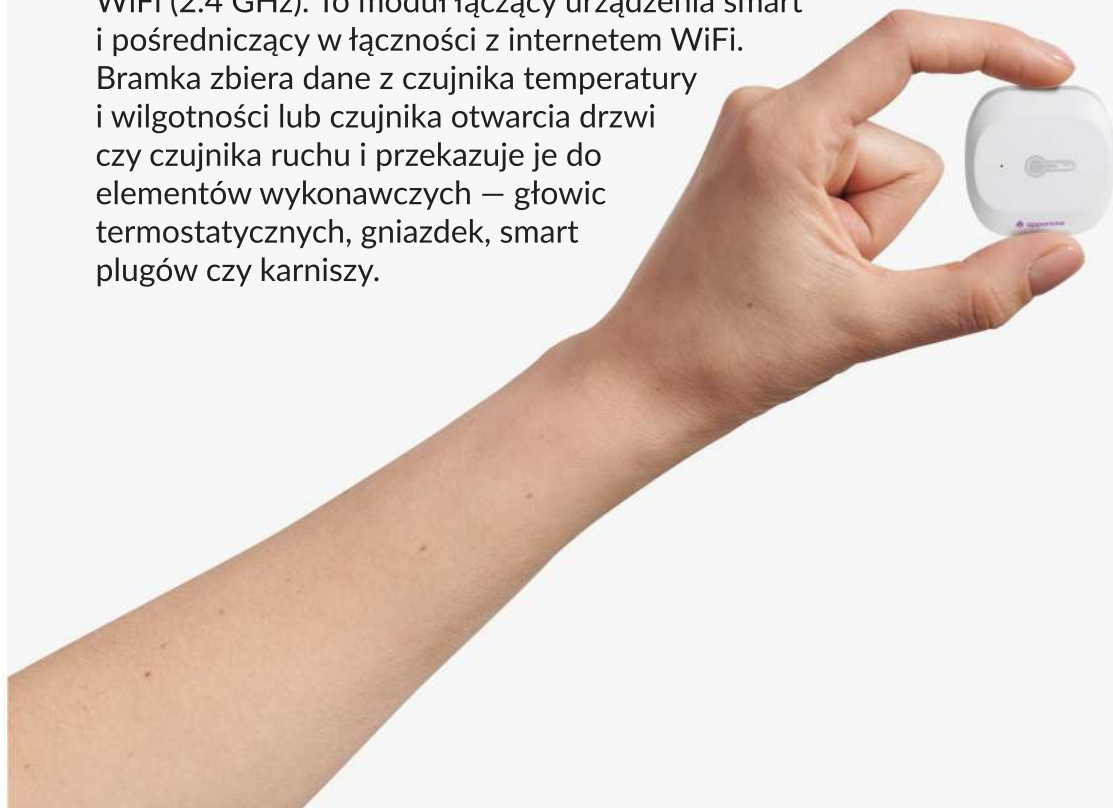 WiFi (2.4 GHz). To moduł łączący urządzenia smart
i pośredniczący w łączności z internetem WiFi.
Bramka zbiera dane z czujnika temperatury
i wilgotności lub czujnika otwarcia drzwi
czy czujnika ruchu i przekazuje je do
elementów wykonawczych — głowic
termostatycznych, gniazdek, smart
plugów czy karniszy.